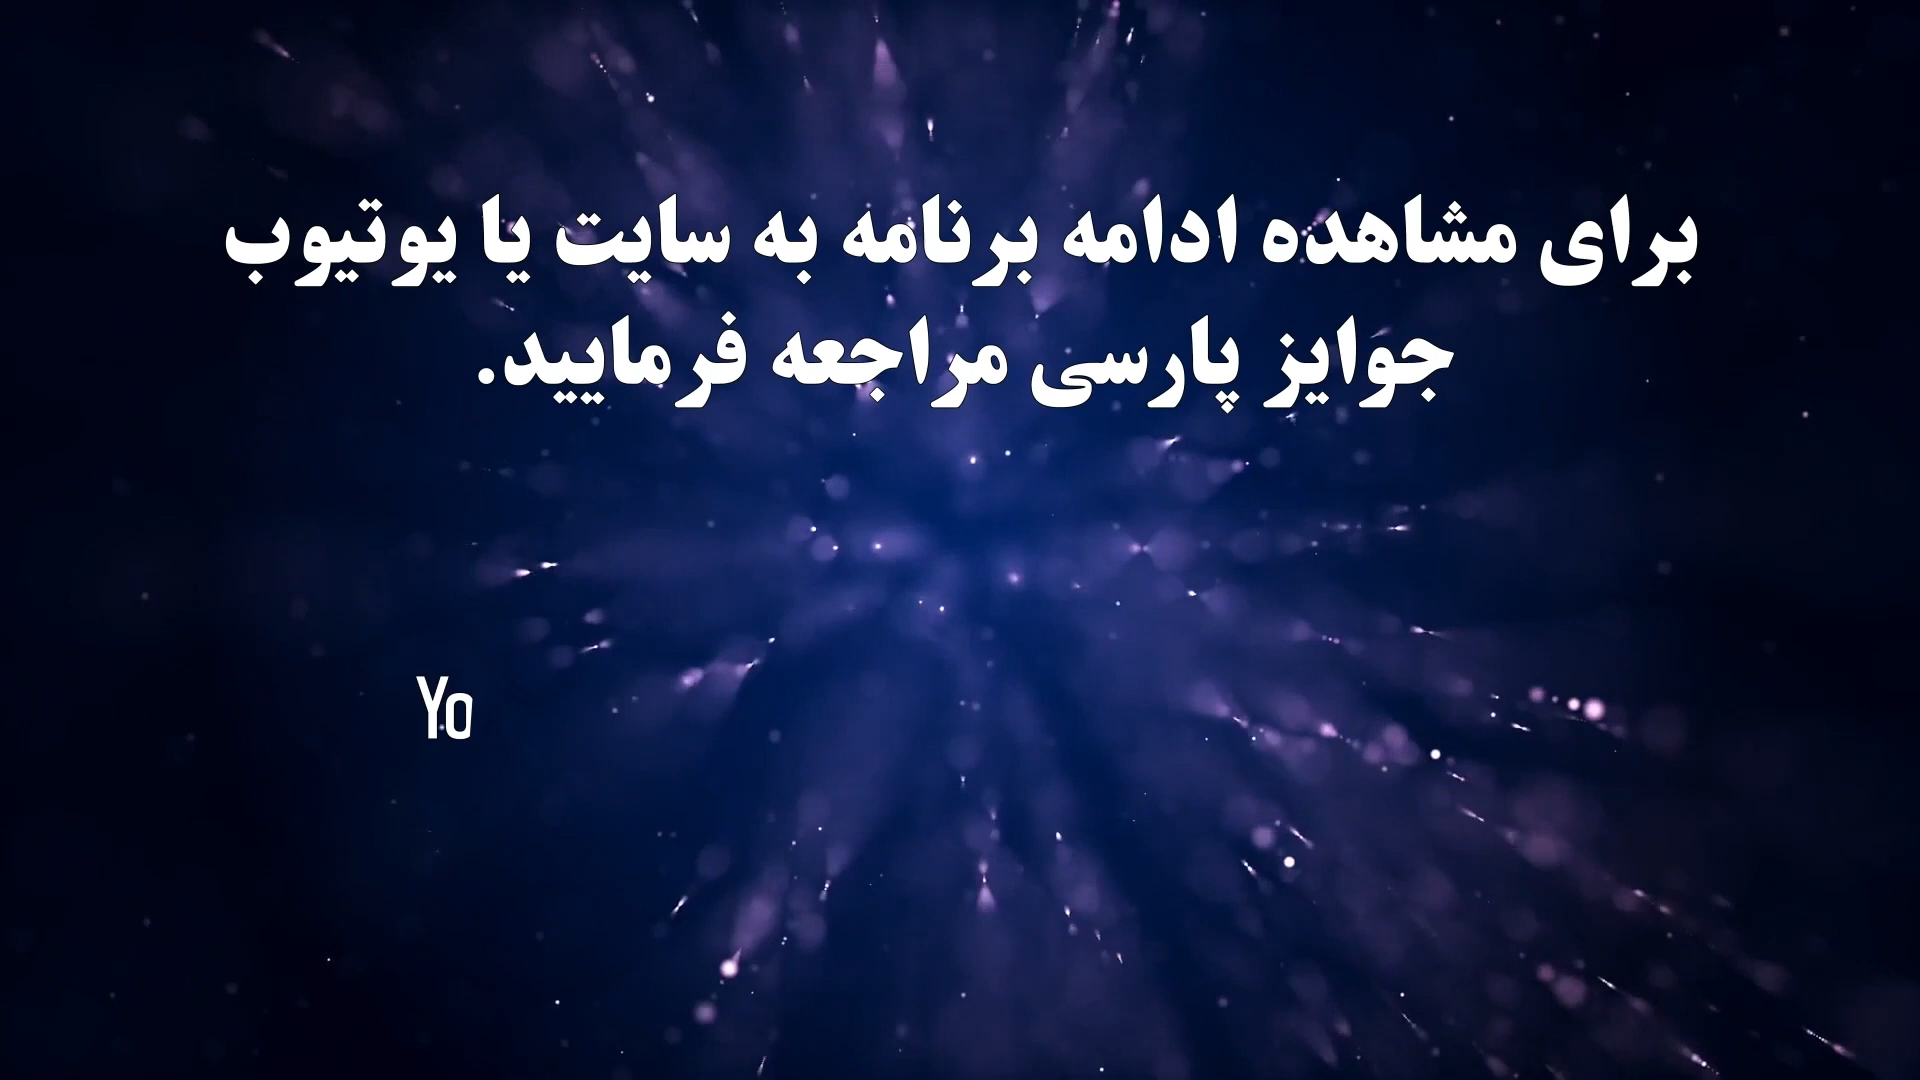 برای مشاهده ادامه برنامه به سایت یا یوتیوب
جوایز پارسی مراجعه فرمایید.
Yo